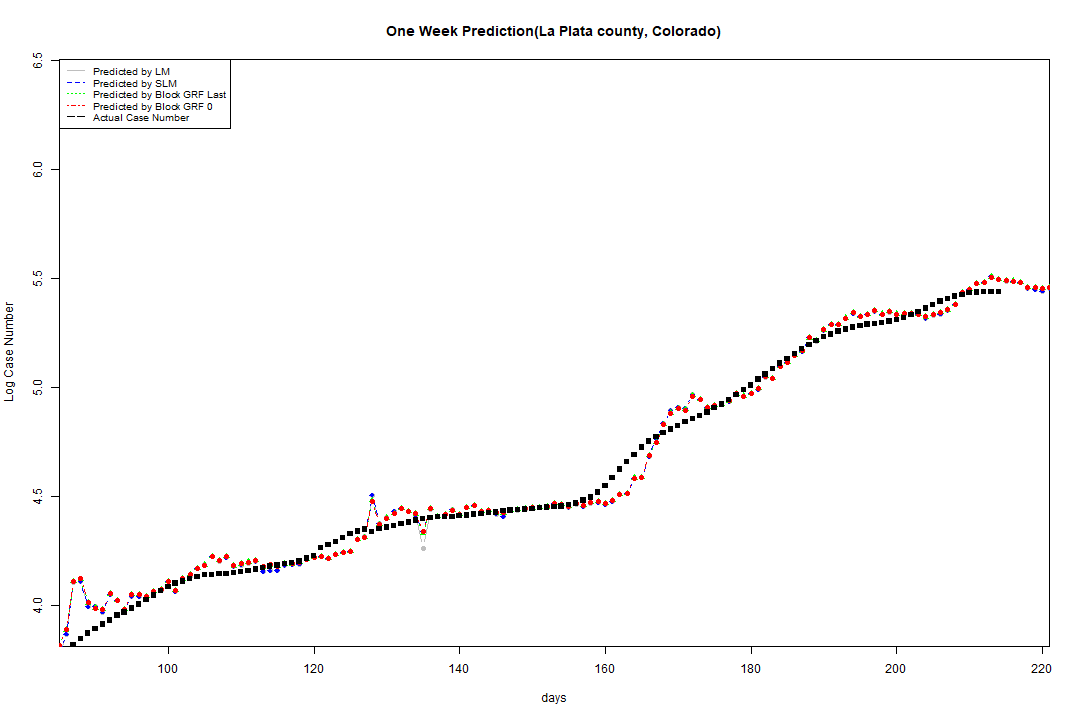 One Week Prediction(La Plata county, Colorado)
6.5
6.0
5.5
5.0
4.5
4.0
Log Case Number
Predicted by LM
Predicted by SLM
Predicted by Block GRF Last
Predicted by Block GRF 0
Actual Case Number
100
120
140
160
180
200
220
days